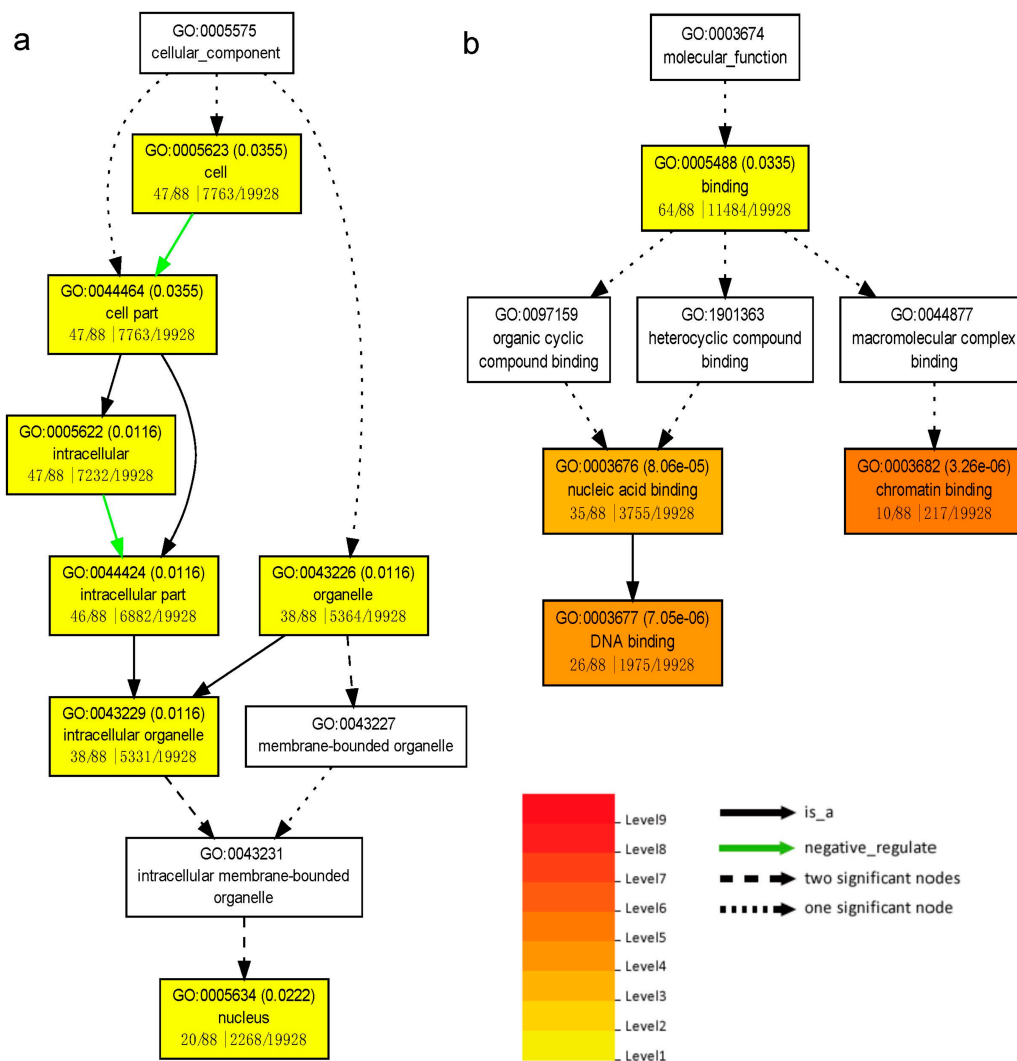 a
GO:0005575
cellular_component
GO:0005623 (0.0355)
cell
47/88 | 7763/19928
GO:0044464 (0.0355)
cell part
47/88 | 7763/19928
GO:0005622 (0.0116)
intracellular
47/88 | 7232/19928
GO:0044424 (0.0116)
intracellular part
46/88 | 6882/19928
GO:0043226 (0.0116)
organelle
38/88 | 5364/19928
GO:0043229 (0.0116)
intracellular organelle
38/88 | 5331/19928
GO:0043227
membrane-bounded organelle
GO:0043231
intracellular membrane-bounded
organelle
GO:0005634 (0.0222)
nucleus
20/88 | 2268/19928
b
GO:0003674
molecular_function
GO:0005488 (0.0335)
binding
64/88 | 11484/19928
GO:0097159
organic cyclic
compound binding
GO:1901363
heterocyclic compound
binding
GO:0044877
macromolecular complex
binding
GO:0003676 (8.06e-05)
nucleic acid binding
35/88 | 3755/19928
GO:0003682 (3.26e-06)
chromatin binding
10/88 | 217/19928
GO:0003677 (7.05e-06)
DNA binding
26/88 | 1975/19928
Level9
Level8
Level7
Level6
Level5
Level4
Level3
Level2
Level1
is_a
negative_regulate
two significant nodes
one significant node